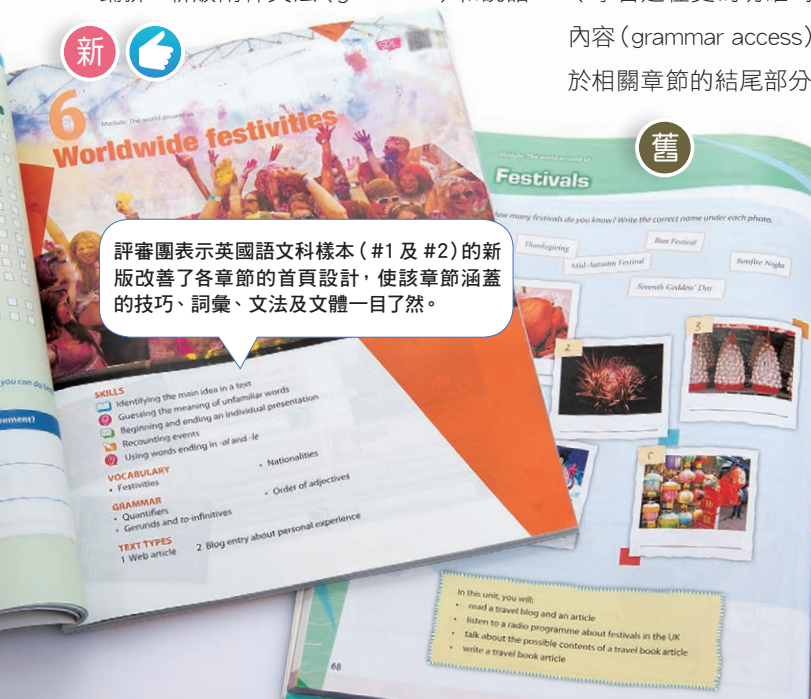 內容（grammar access）
於相關章節的結尾部分
新
舊
6
Module: The world around us
Worldwide festivities
評審團表示英國語文科樣本（#1 及 #2）的新
版改善了各章節的首頁設計，使該章節涵蓋
的技巧、詞彙、文法及文體一目了然。
SKILLS
Identifying the main idea in a text
Guessing the meaning of unfamiliar words
Beginning and ending an individual presentation
Recounting events
Using words ending in -al and -le
VOCABULARY
• Festivities
• Nationalities
GRAMMAR
• Quantifiers
• Order of adjectives
• Gerunds and to-infinitives
TEXT TYPES
1 Web article 2 Blog entry about personal experience
you can do
ement?
Module: The world around us
Festivals
How many festivals do you know? Write the correct name under each photo.
Thanksgiving
Bun Festival
Mid-Autumn Festival
Bonfire Night
Seventh Goddess' Day
2
3
5
In this unit, you will:
• read a travel blog and an article
• listen to a radio programme about festivals in the UK
• talk about the possible contents of a travel book article
• write a travel book article
68